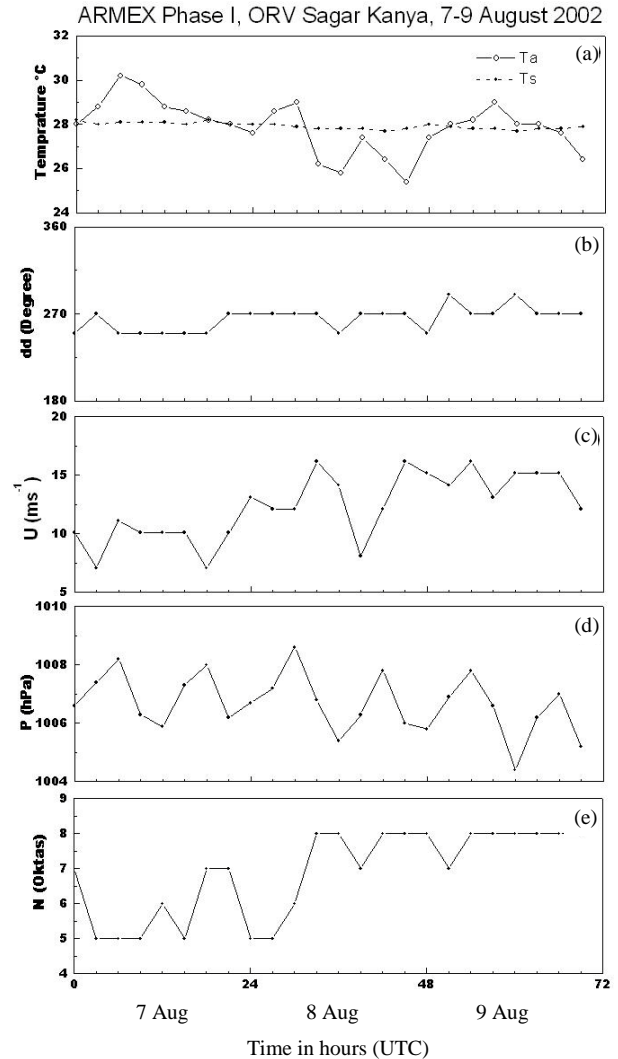 ARMEX Phase I, ORV Sagar Kanya, 7-9 August 2002
(a)
Ta
Ts
Temprature °C
32
30
28
26
24
(b)
dd (Degree)
360
270
180
(c)
U (ms-1)
20
15
10
5
(d)
P (hPa)
1010
1008
1006
1004
(e)
N (Oktas)
9
8
7
6
5
4
0 24 48 72
7 Aug 8 Aug 9 Aug
Time in hours (UTC)